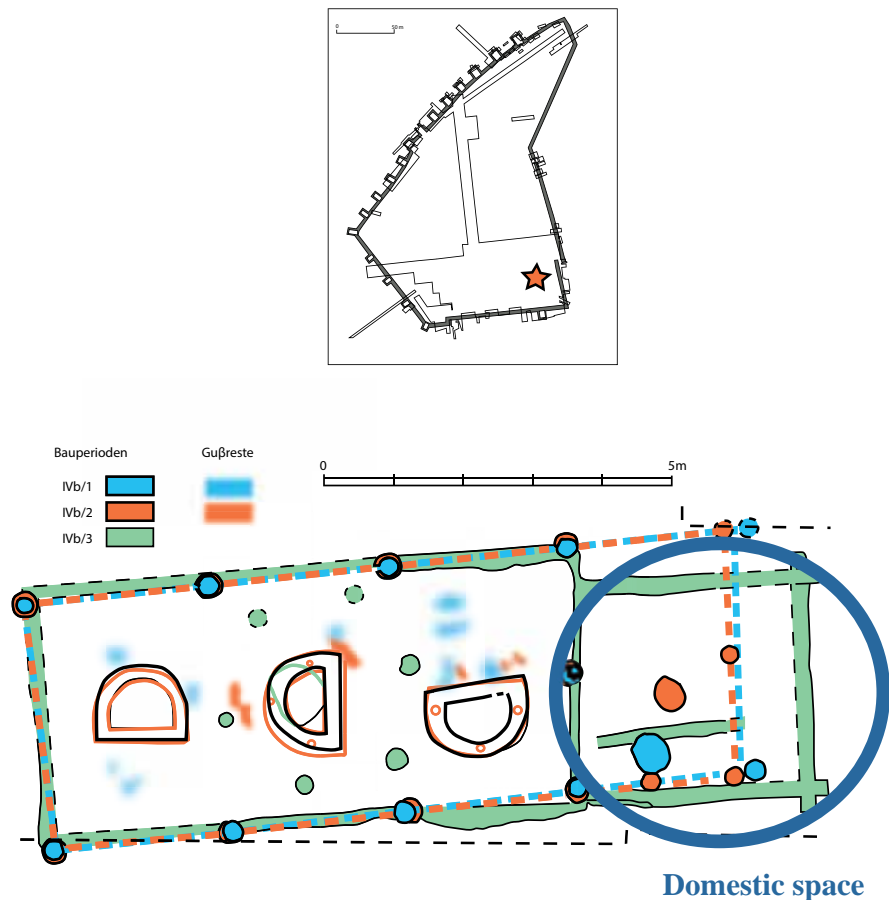 0 50 m
Bauperioden Guβreste
0 5m
IVb/1
IVb/2
IVb/3
Domestic space